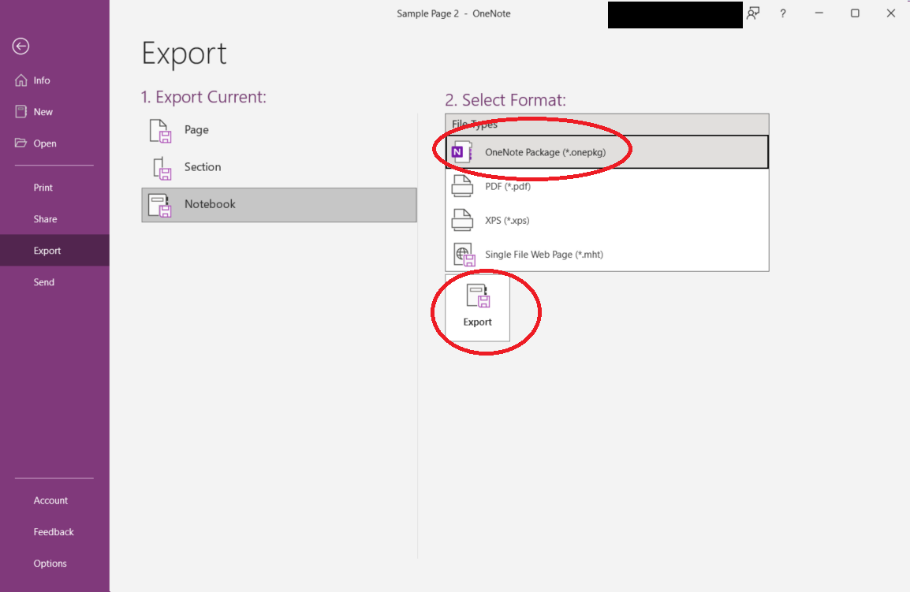 Sample Page 2 - OneNote
?
Export
Info
New
Open
Print
Share
Export
Send
Account
Feedback
Options
1. Export Current:
Page
Section
Notebook
2. Select Format:
File Types
N
OneNote Package (*.onepkg)
PDF (*.pdf)
XPS (*.xps)
Single File Web Page (*.mht)
Export